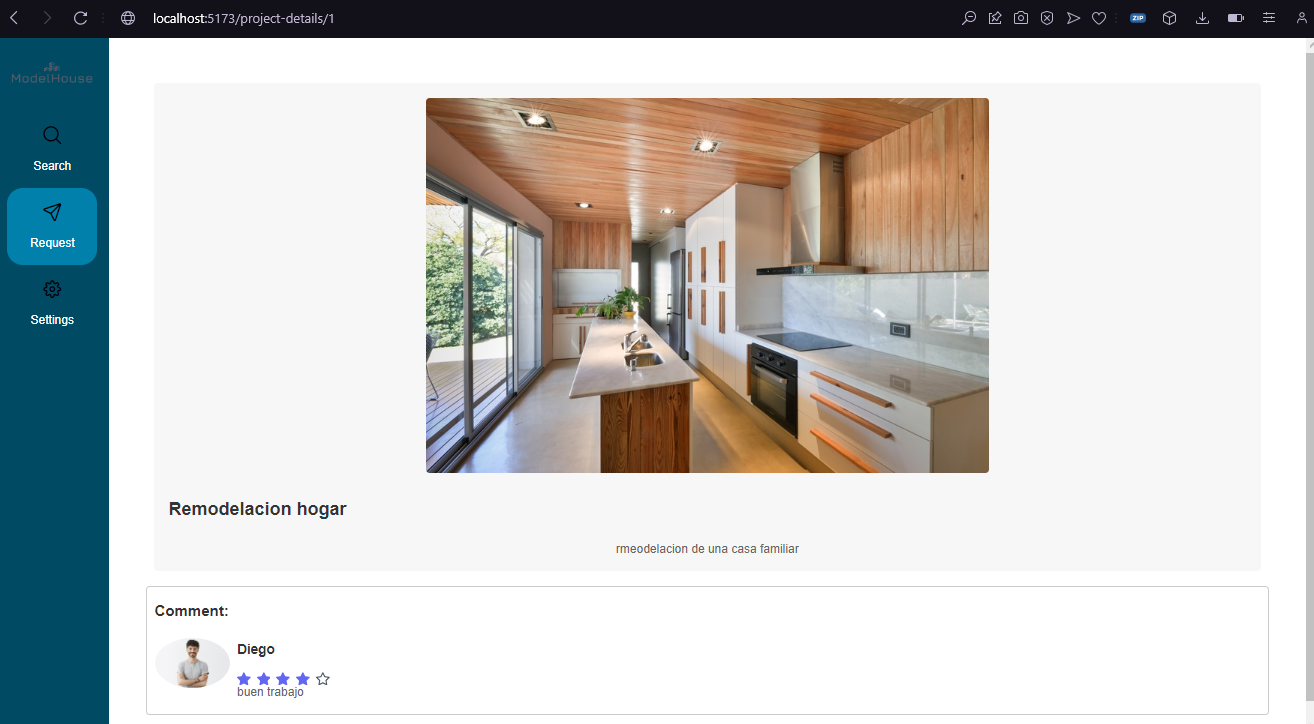 localhost:5173/project-details/1
ZIP
ModelHouse
Search
Request
Settings
Remodelacion hogar
rmeodelacion de una casa familiar
Comment:
Diego
buen trabajo